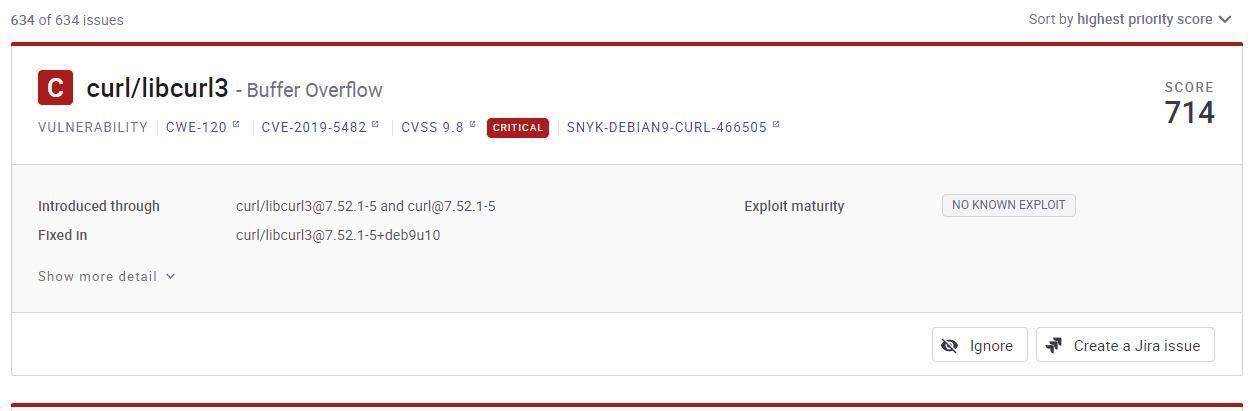 634 of 634 issues
Sort by highest priority score
C curl/libcurl3 - Buffer Overflow
SCORE
714
VULNERABILITY CWE-120 CVE-2019-5482 CVSS 9.8 CRITICAL SNYK-DEBIAN9-CURL-466505
Introduced through curl/libcurl3@7.52.1-5 and curl@7.52.1-5 Exploit maturity NO KNOWN EXPLOIT
Fixed in curl/libcurl3@7.52.1-5+deb9u10
Show more detail
Ignore Create a Jira issue